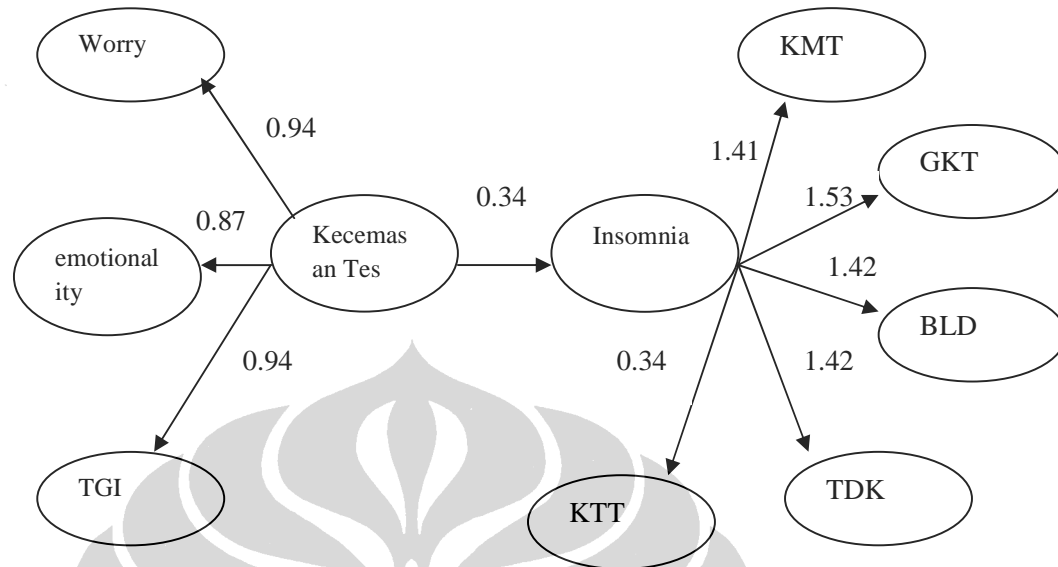 Worry
KMT
0.94
1.41
GKT
1.53
0.87
0.34
Kecemas
an Tes
Insomnia
emotional
ity
1.42
BLD
0.94
0.34
1.42
TGI
KTT
TDK